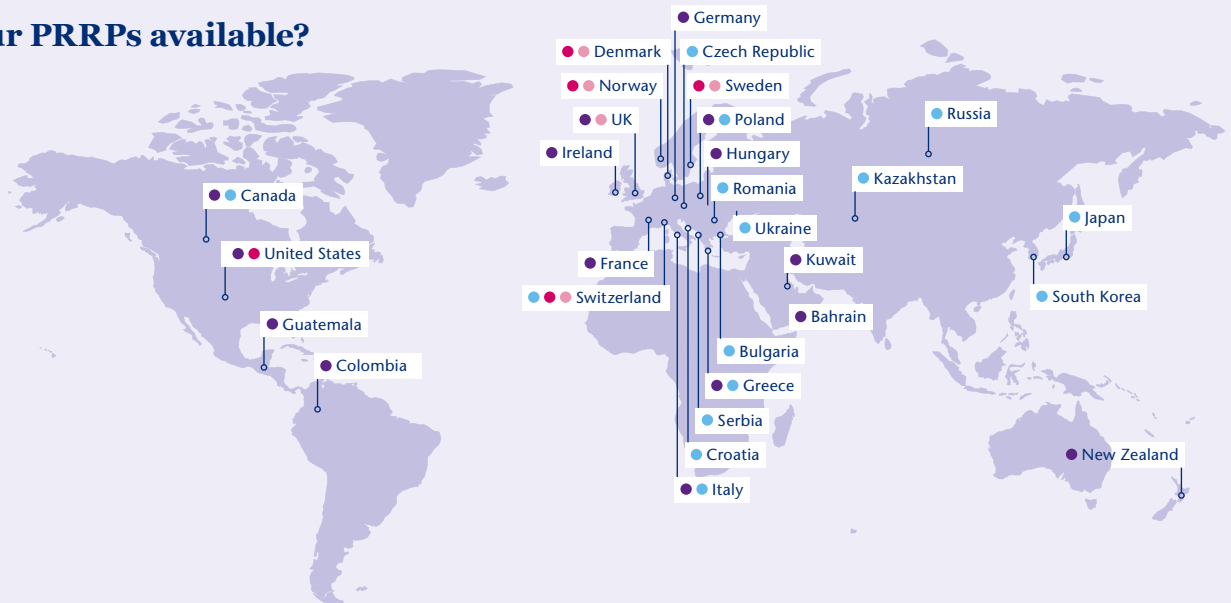 ur PRRPs available?
Germany
Denmark
Czech Republic
Norway
Sweden
UK
Poland
Ireland
Hungary
Romania
Ukraine
Russia
Kazakhstan
Japan
South Korea
Canada
United States
Guatemala
Colombia
France
Switzerland
Kuwait
Bahrain
Bulgaria
Greece
Serbia
Croatia
Italy
New Zealand